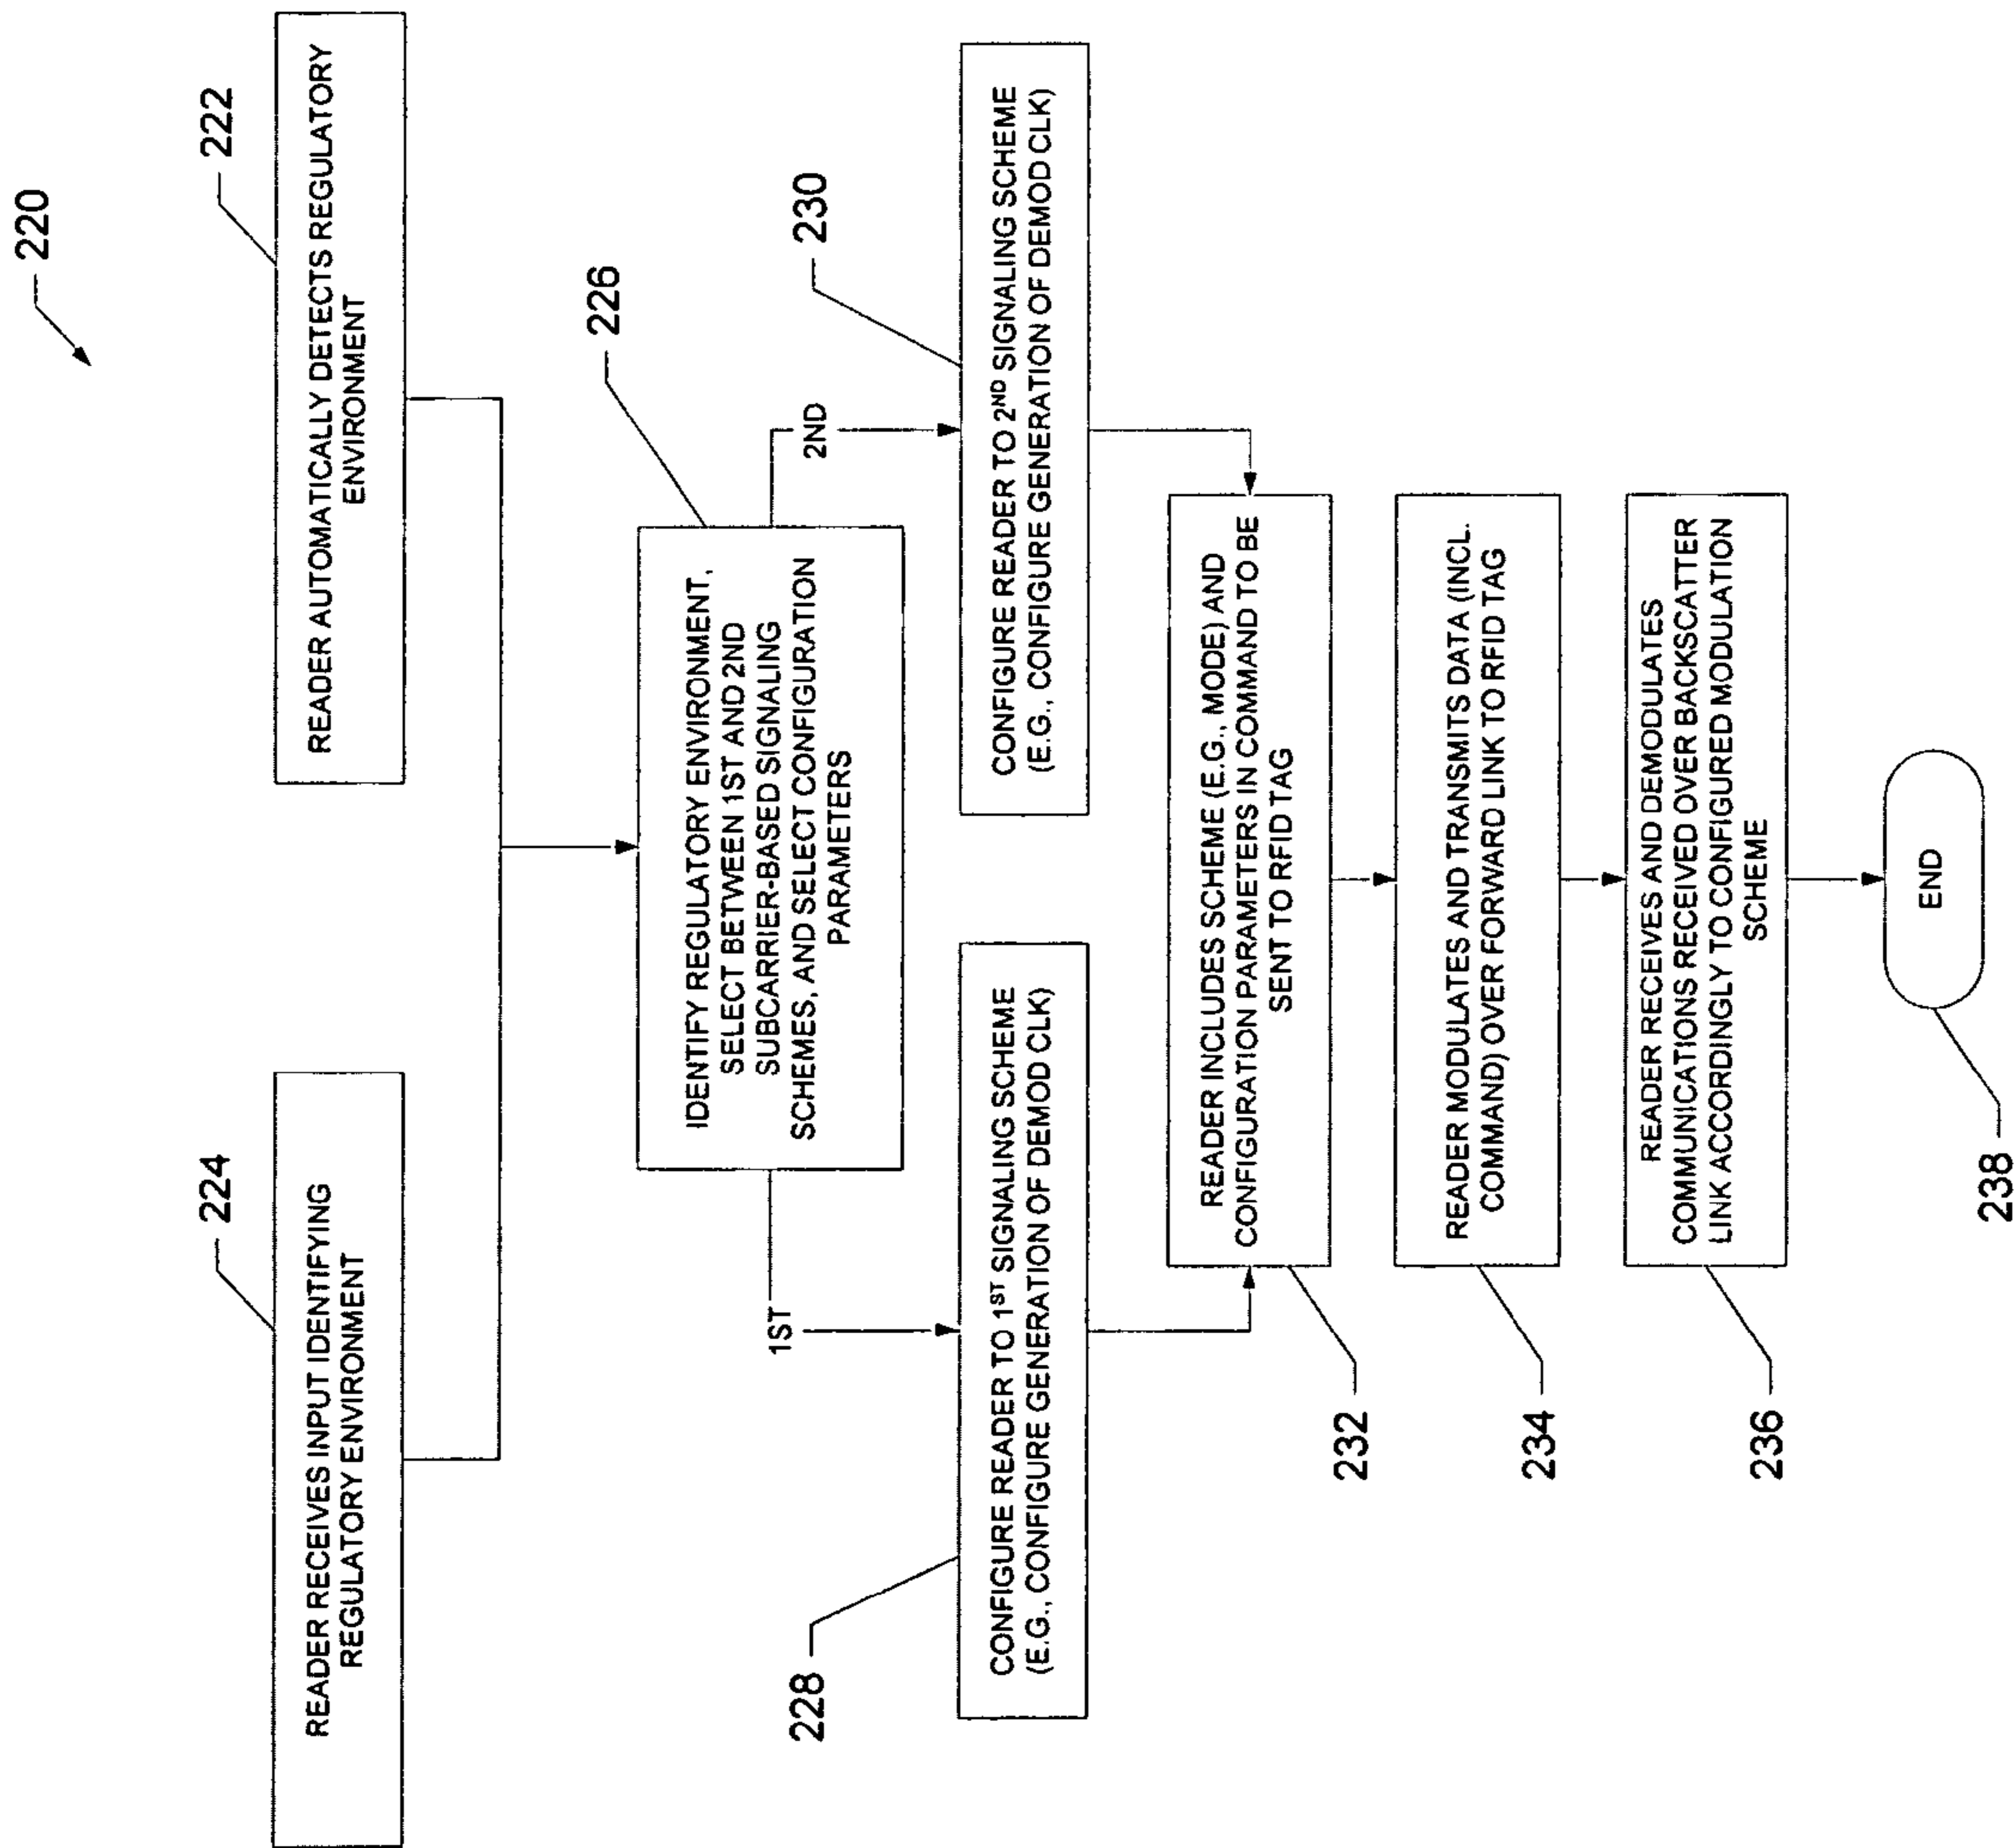 220
224
READER RECEIVES INPUT IDENTIFYING
REGULATORY ENVIRONMENT
222
READER AUTOMATICALLY DETECTS REGULATORY
ENVIRONMENT
226
IDENTIFY REGULATORY ENVIRONMENT,
SELECT BETWEEN 1ST AND 2ND
SUBCARRIER-BASED SIGNALING
SCHEMES, AND SELECT CONFIGURATION
PARAMETERS
1ST
2ND
228
CONFIGURE READER TO 1ST SIGNALING SCHEME
(E.G., CONFIGURE GENERATION OF DEMOD CLK)
230
CONFIGURE READER TO 2ND SIGNALING SCHEME
(E.G., CONFIGURE GENERATION OF DEMOD CLK)
READER INCLUDES SCHEME (E.G., MODE) AND
CONFIGURATION PARAMETERS IN COMMAND TO BE
SENT TO RFID TAG
232
READER MODULATES AND TRANSMITS DATA (INCL.
COMMAND) OVER FORWARD LINK TO RFID TAG
234
READER RECEIVES AND DEMODULATES
COMMUNICATIONS RECEIVED OVER BACKSCATTER
LINK ACCORDINGLY TO CONFIGURED MODULATION
SCHEME
236
END
238